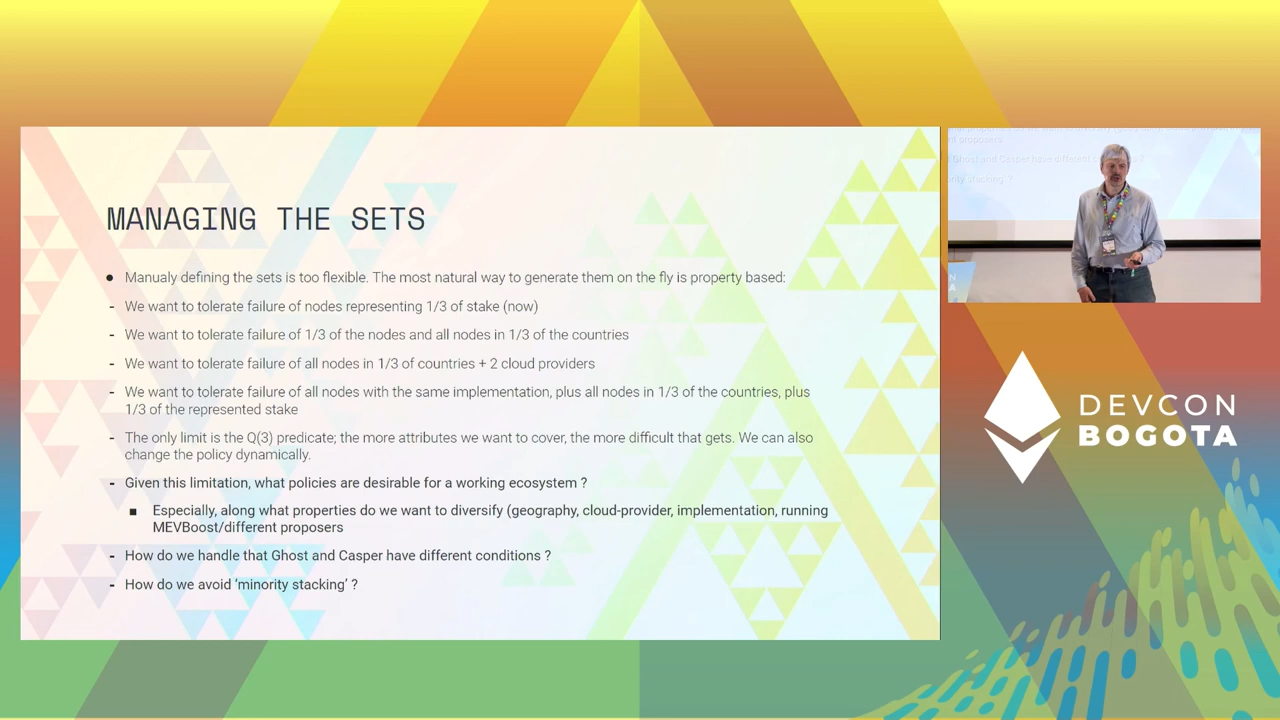 MANAGING THE SETS
● Manualy defining the sets is too flexible. The most natural way to generate them on the fly is property based:
- We want to tolerate failure of nodes representing 1/3 of stake (now)
- We want to tolerate failure of 1/3 of the nodes and all nodes in 1/3 of the countries
- We want to tolerate failure of all nodes in 1/3 of countries + 2 cloud providers
- We want to tolerate failure of all nodes with the same implementation, plus all nodes in 1/3 of the countries, plus
1/3 of the represented stake
- The only limit is the Q(3) predicate; the more attributes we want to cover, the more difficult that gets. We can also
change the policy dynamically.
- Given this limitation, what policies are desirable for a working ecosystem ?
■ Especially, along what properties do we want to diversify (geography, cloud-provider, implementation, running
MEVBoost/different proposers
- How do we handle that Ghost and Casper have different conditions ?
- How do we avoid ‘minority stacking’ ?
DEVCON
BOGOTA